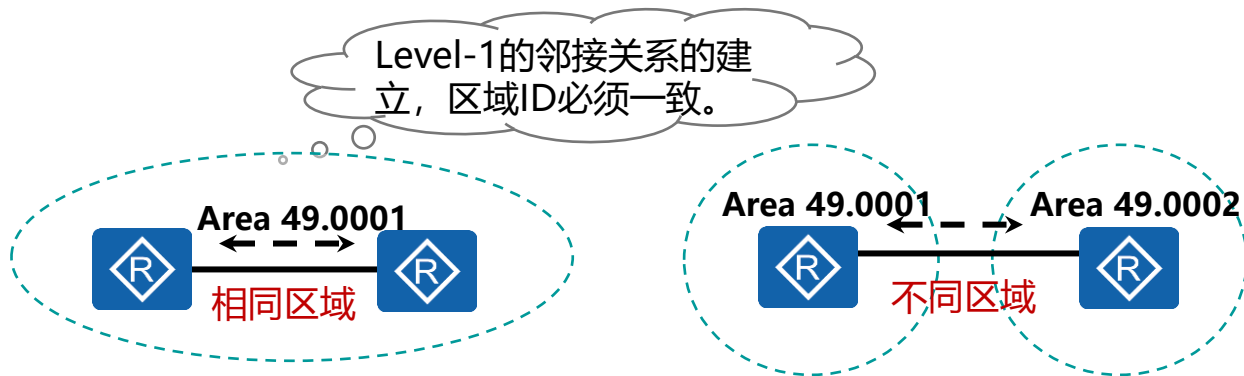 Level-1的邻接关系的建
立，区域ID必须一致。
Area 49.0001
R
R
相同区域
Area 49.0001
Area 49.0002
R
R
不同区域